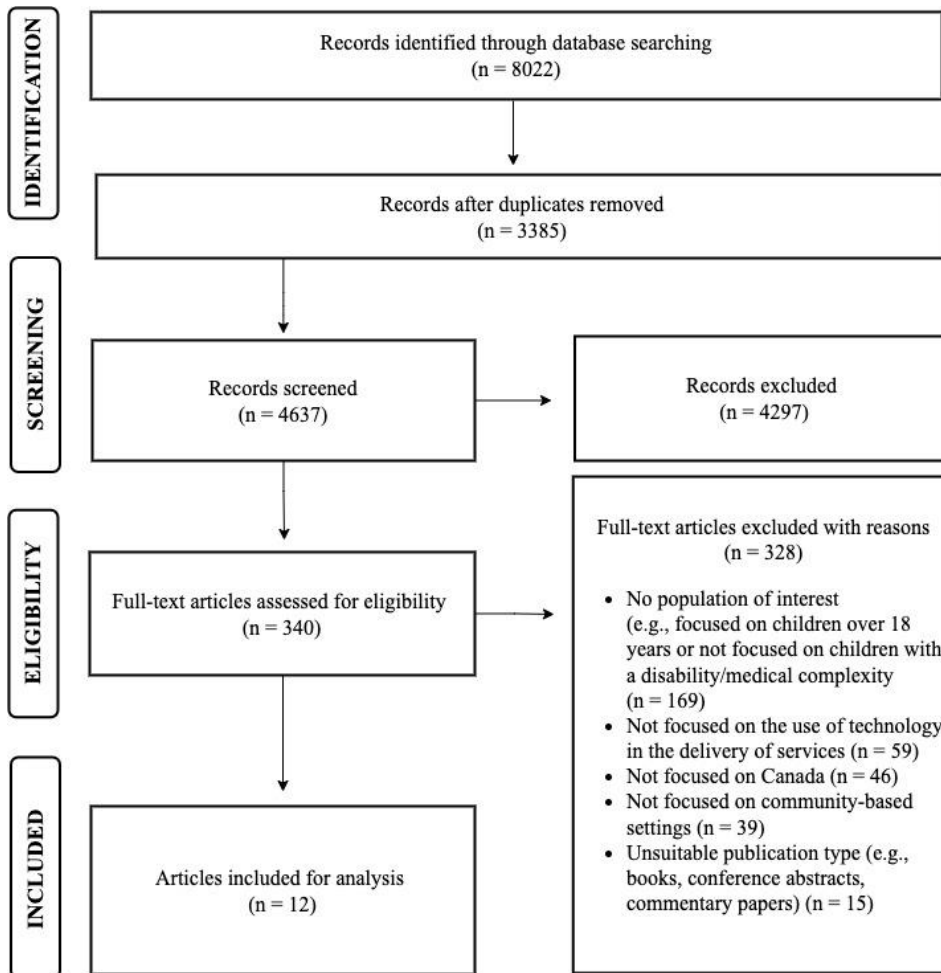 IDENTIFICATION
Records identified through database searching
(n = 8022)
Records after duplicates removed
(n = 3385)
SCREENING
Records screened
(n = 4637)
Records excluded
(n = 4297)
ELIGIBILITY
Full-text articles assessed for eligibility
(n = 340)
Full-text articles excluded with reasons
(n = 328)
• No population of interest
(e.g., focused on children over 18
years or not focused on children with
a disability/medical complexity
(n = 169)
• Not focused on the use of technology
in the delivery of services (n = 59)
• Not focused on Canada (n = 46)
• Not focused on community-based
settings (n = 39)
• Unsuitable publication type (e.g.,
books, conference abstracts,
commentary papers) (n = 15)
INCLUDED
Articles included for analysis
(n = 12)